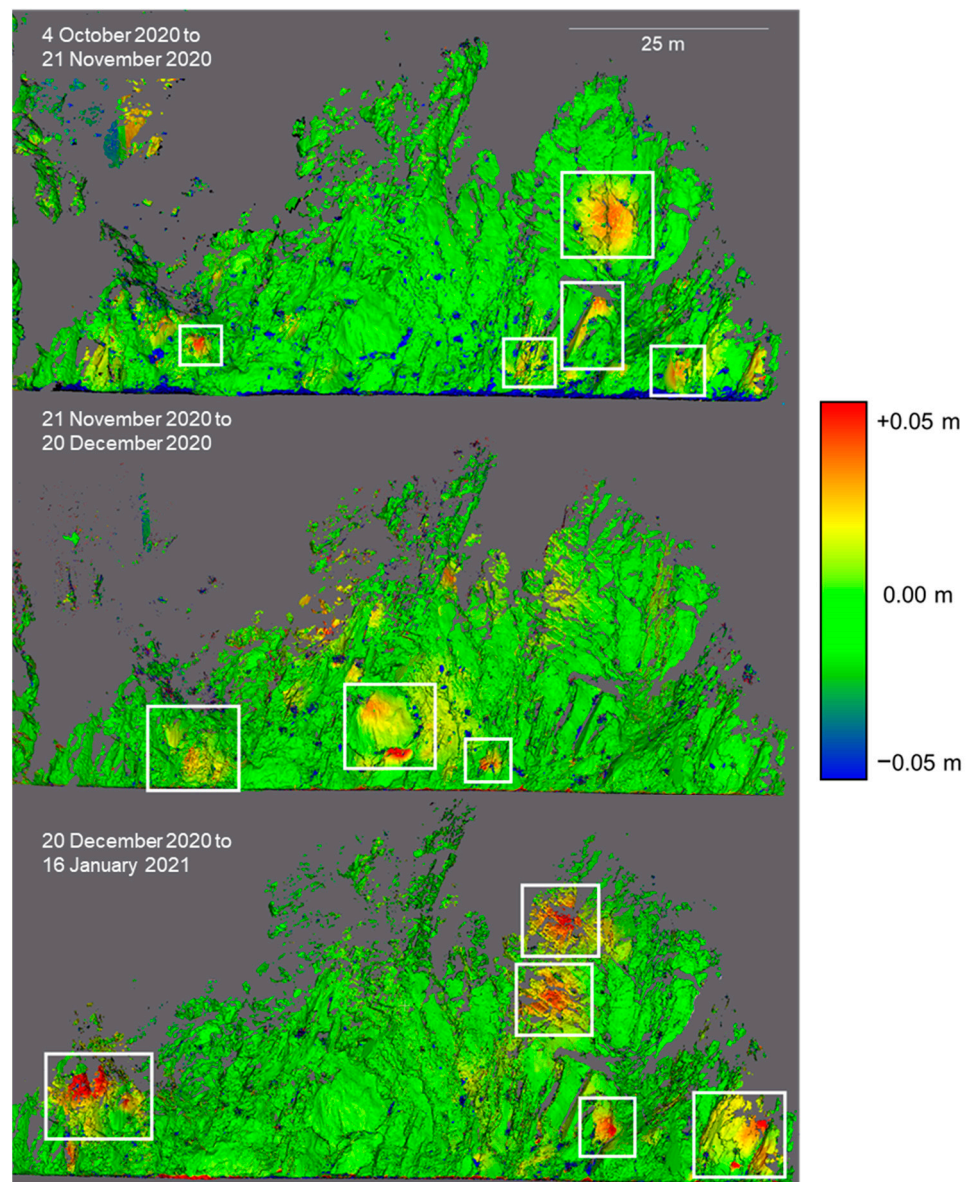 4 October 2020 to
21 November 2020
25 m
21 November 2020 to
20 December 2020
+0.05 m
0.00 m
−0.05 m
20 December 2020 to
16 January 2021